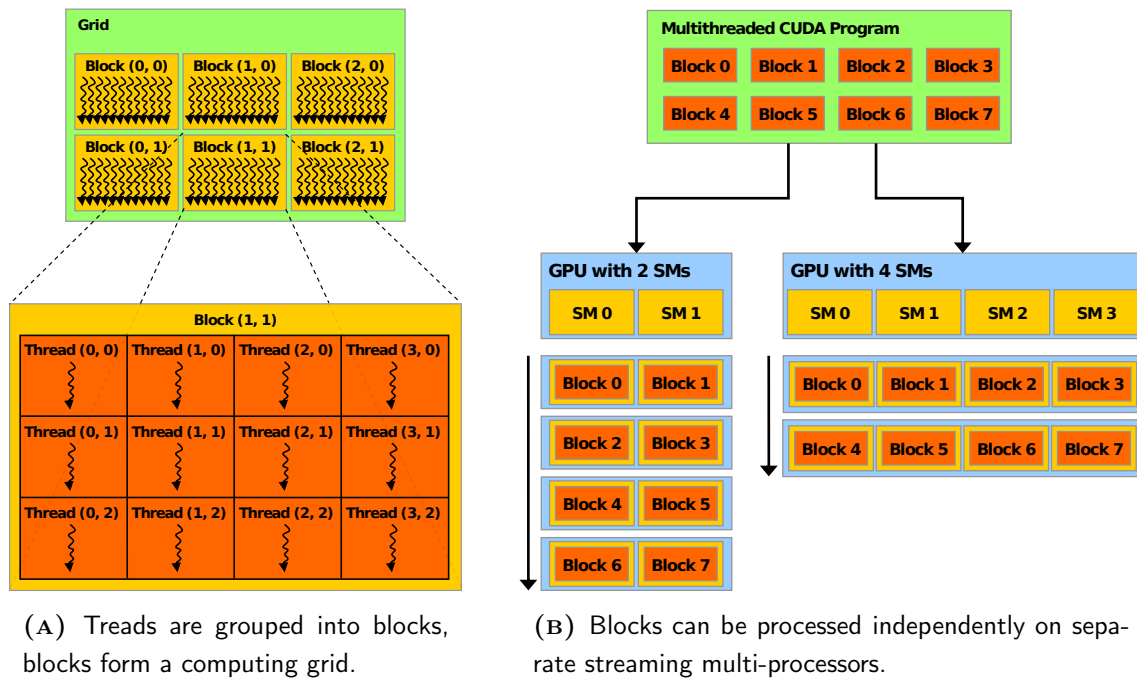 Grid
Block (0, 0) Block (1, 0) Block (2, 0)
Block (0, 1) Block (1, 1) Block (2, 1)
Block (1, 1)
Thread (0, 0) Thread (1, 0) Thread (2, 0) Thread (3, 0)
Thread (0, 1) Thread (1, 1) Thread (2, 1) Thread (3, 1)
Thread (0, 2) Thread (1, 2) Thread (2, 2) Thread (3, 2)
(A) Treads are grouped into blocks,
blocks form a computing grid.
Multithreaded CUDA Program
Block 0 Block 1 Block 2 Block 3
Block 4 Block 5 Block 6 Block 7
GPU with 2 SMs
SM 0 SM 1
Block 0 Block 1
Block 2 Block 3
Block 4 Block 5
Block 6 Block 7
GPU with 4 SMs
SM 0 SM 1 SM 2 SM 3
Block 0 Block 1 Block 2 Block 3
Block 4 Block 5 Block 6 Block 7
(B) Blocks can be processed independently on sepa-
rate streaming multi-processors.